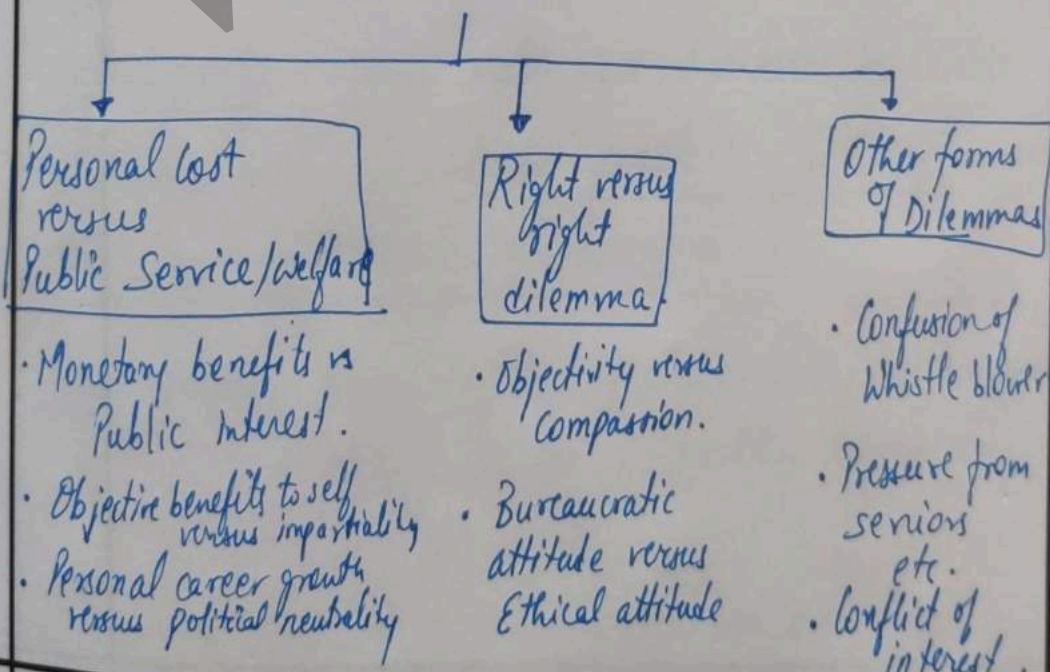 Personal cost
versus
Public Service/welfare
· Monetary benefits vs
Public interest.
· Objective benefits to self
versus impartiality
· Personal career growth
versus political neutrality
Right versus
right
dilemma
· Objectivity versus
compassion.
· Bureaucratic
attitude versus
Ethical attitude
Other forms
of Dilemmas
· Confusion of
Whistle blower
· Pressure from
seniors
etc.
· Conflict of
interest.